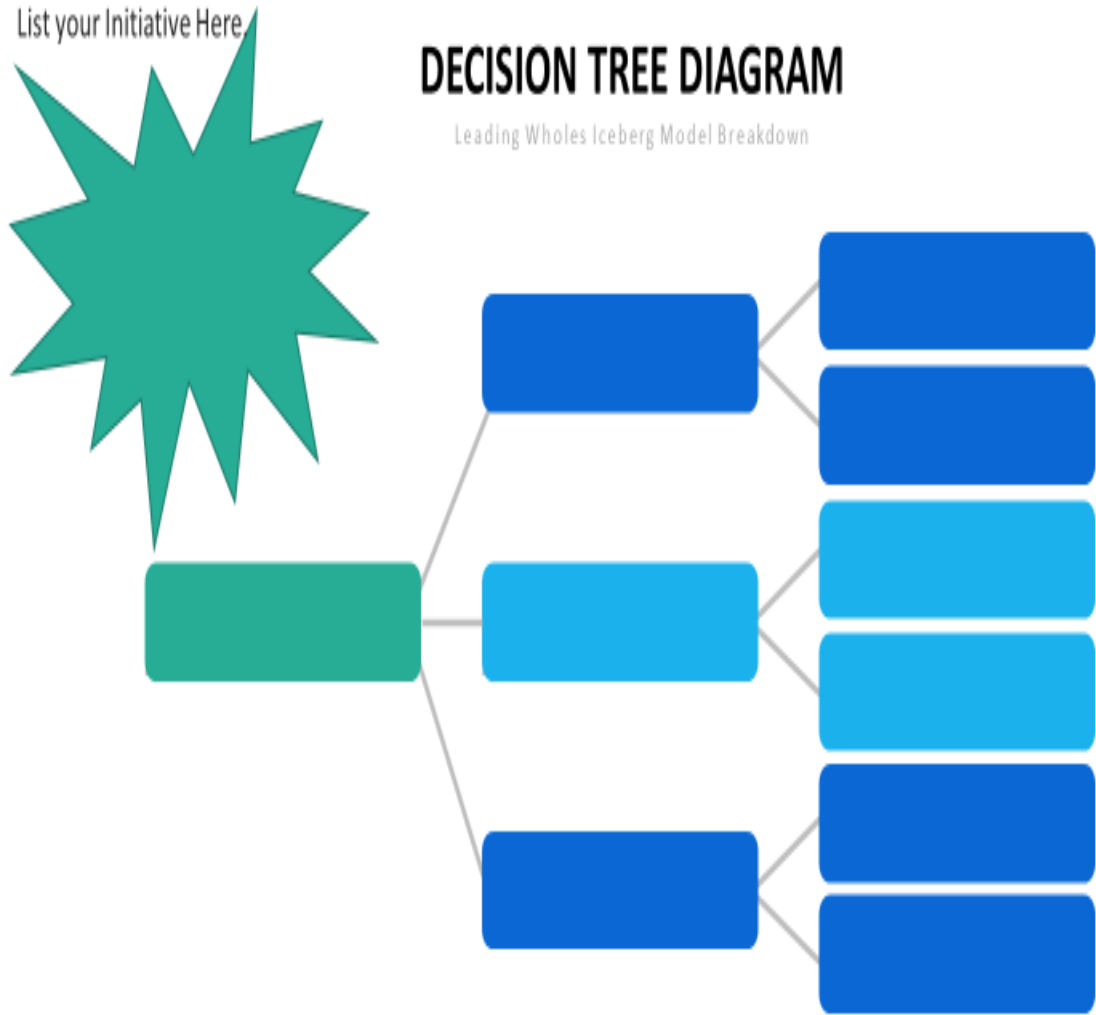 List your Initiative Here.
DECISION TREE DIAGRAM
Leading Wholes Iceberg Model Breakdown